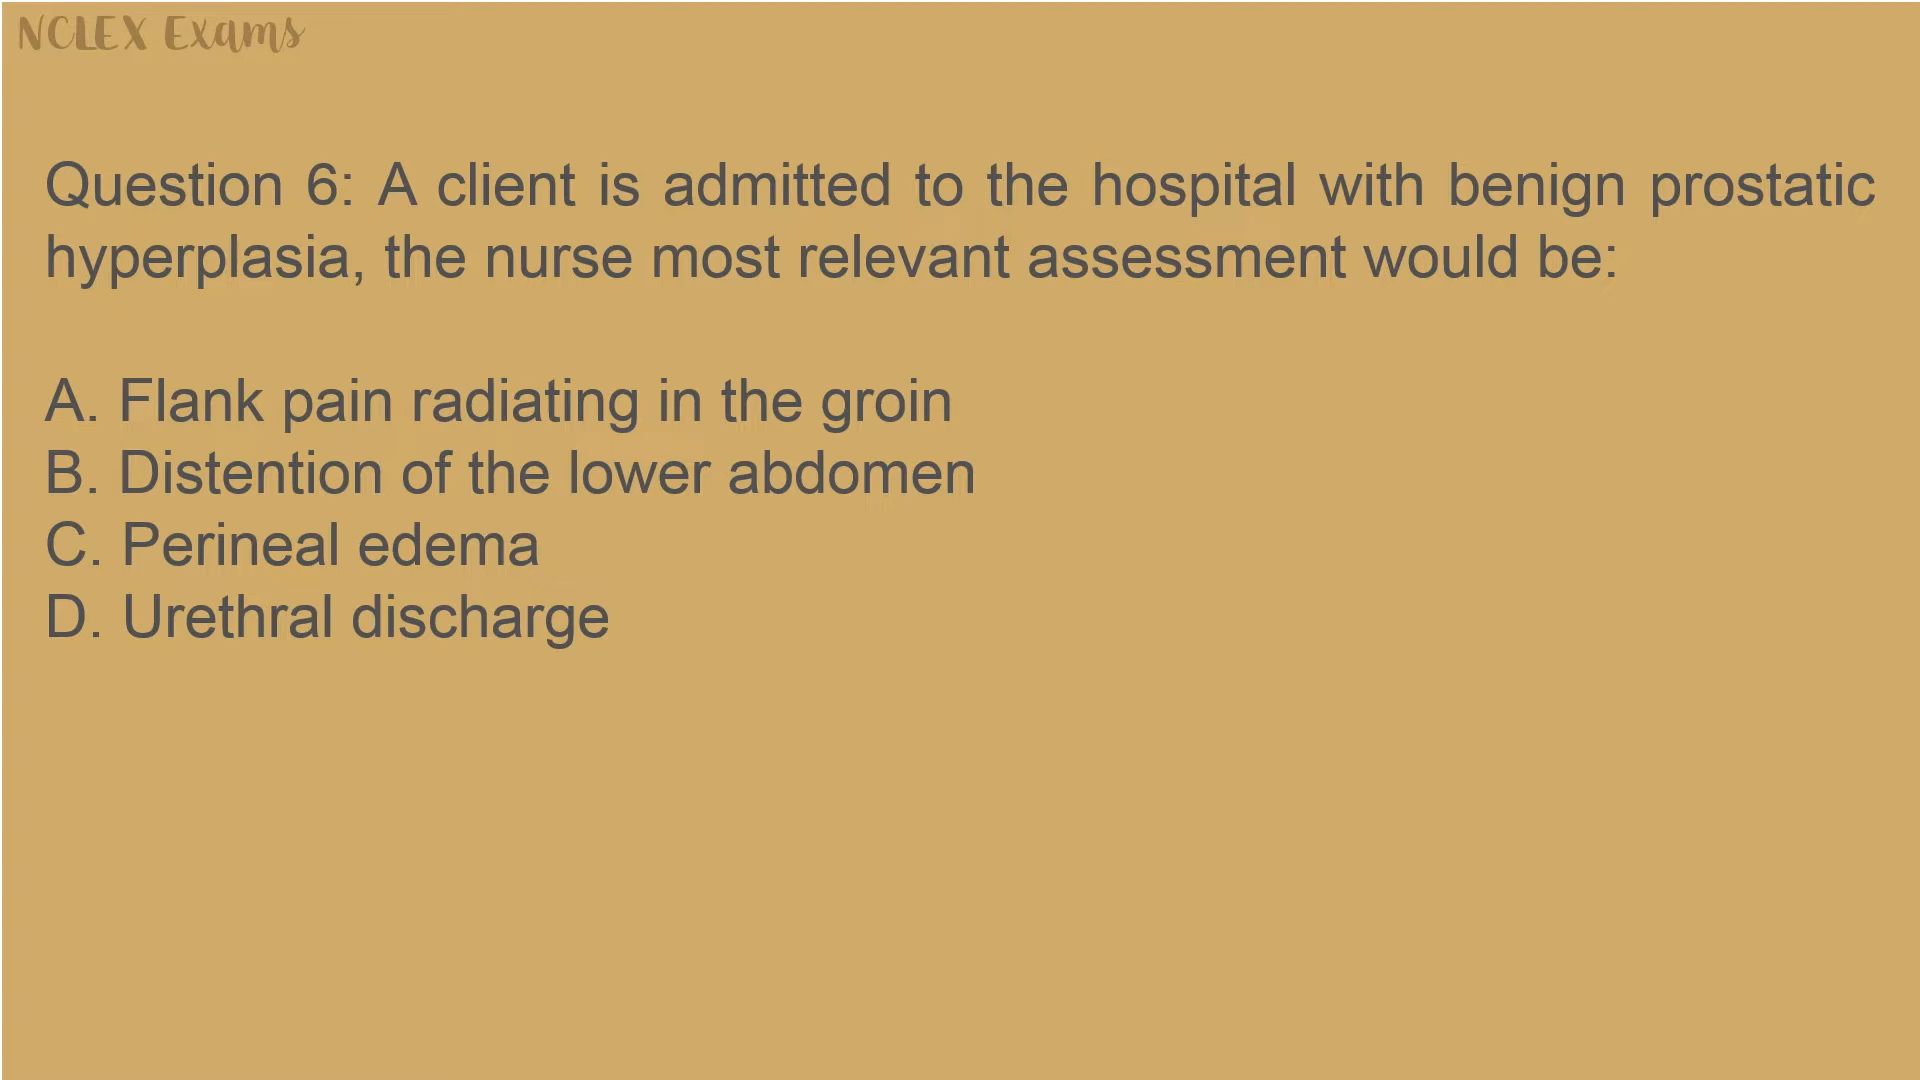 NCLEX Exams
Question 6: A client is admitted to the hospital with benign prostatic
hyperplasia, the nurse most relevant assessment would be:
A. Flank pain radiating in the groin
B. Distention of the lower abdomen
C. Perineal edema
D. Urethral discharge